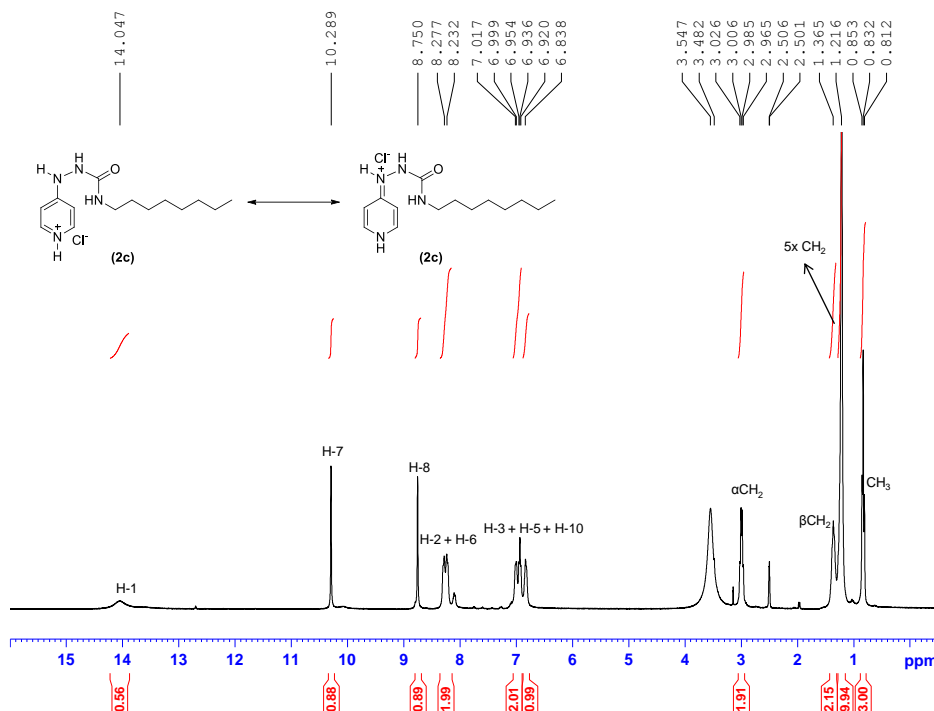 14.047
10.289
8.750
8.277
8.232
7.017
6.999
6.954
6.936
6.920
6.838
3.547
3.482
3.026
3.006
2.985
2.965
2.506
2.501
1.365
1.216
0.853
0.832
0.812
H N NH O
HN
N + Cl-
H
(2c)
Cl-
H N + NH O
HN
N
H
(2c)
5x CH₂
H-7
H-8
H-2 + H-6
H-3 + H-5 + H-10
αCH₂
βCH₂
CH₃
H-1
15 14 13 12 11 10 9 8 7 6 5 4 3 2 1 ppm
0.56
0.88
0.89
1.99
2.01
0.99
1.91
2.15
9.94
3.00